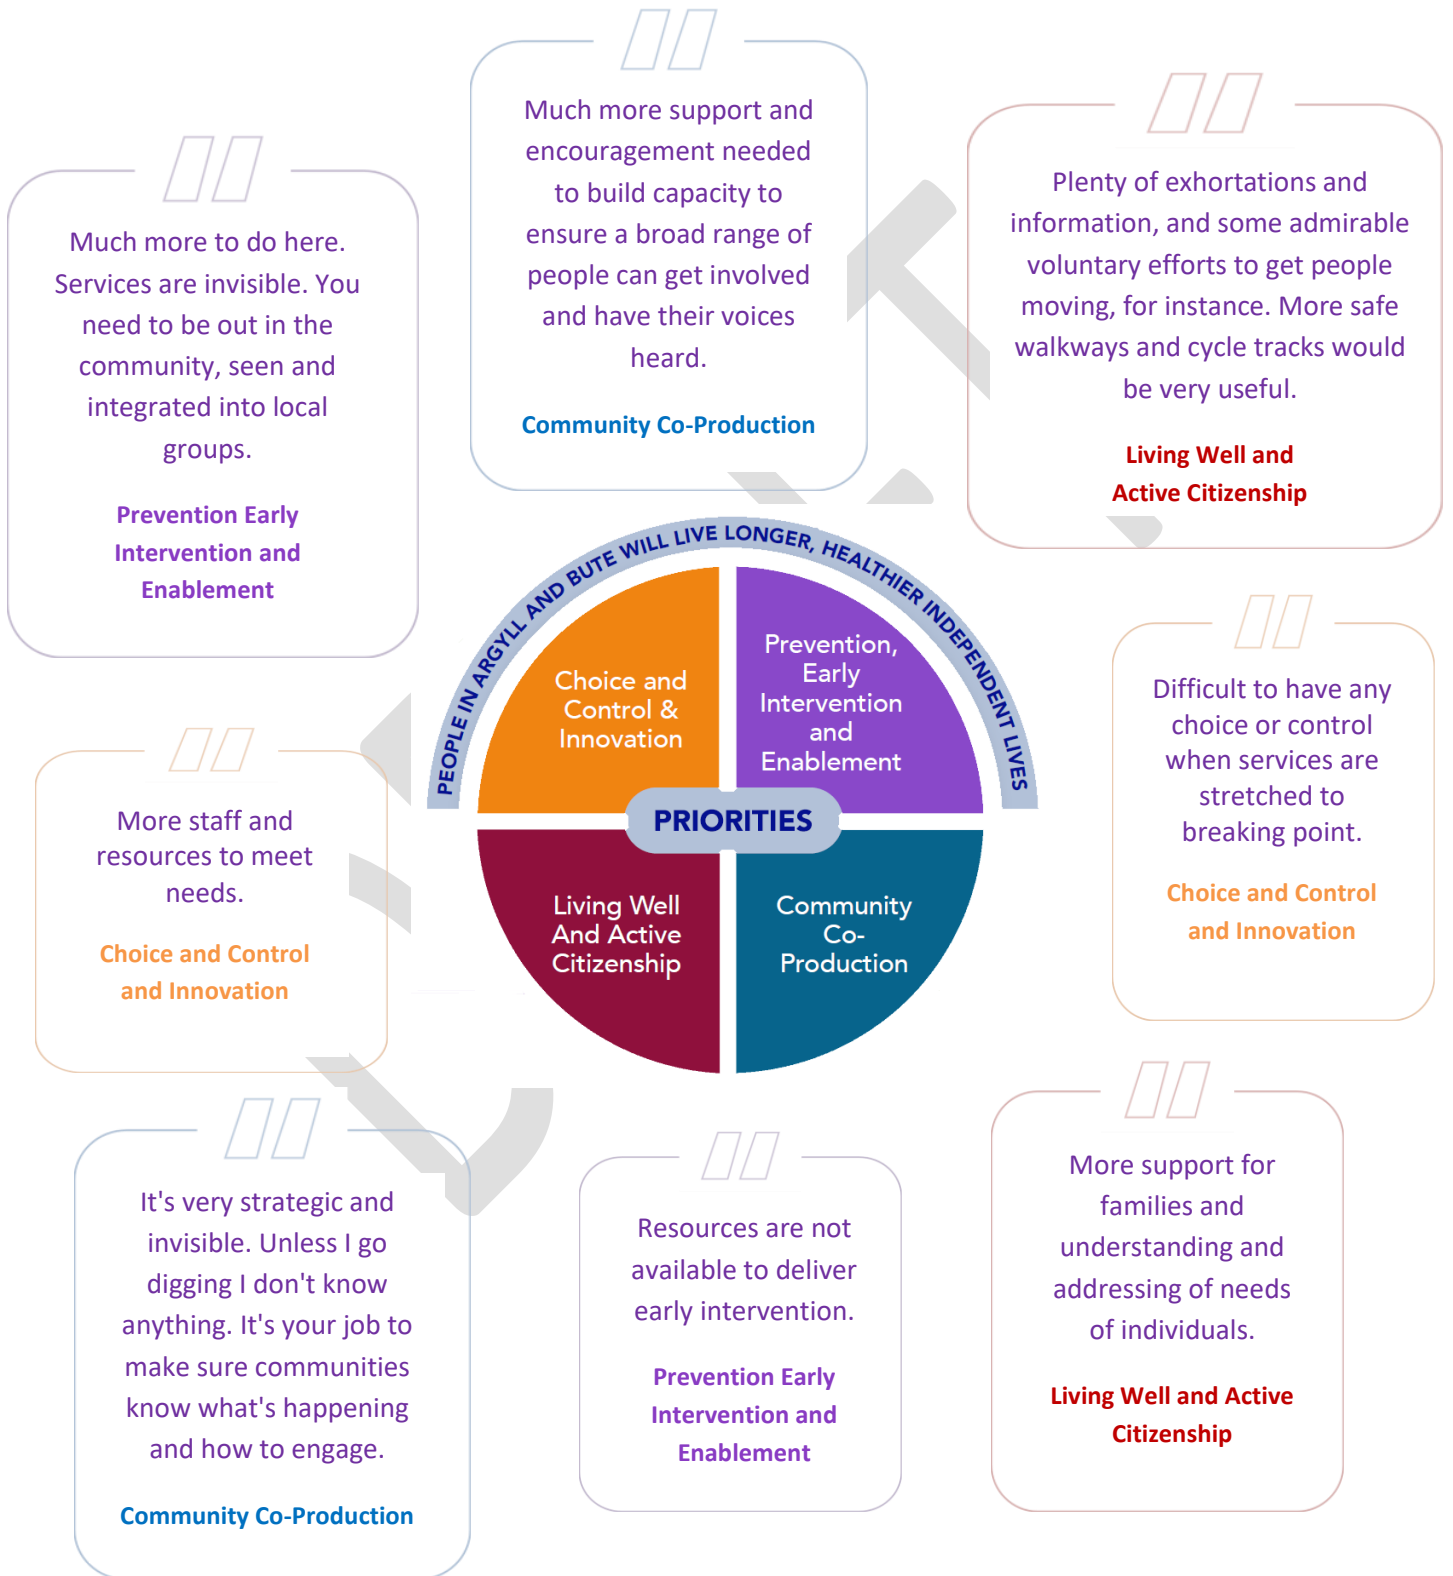 Much more support and
encouragement needed
to build capacity to
ensure a broad range of
people can get involved
and have their voices
heard.
Community Co-Production
Plenty of exhortations and
information, and some admirable
voluntary efforts to get people
moving, for instance. More safe
walkways and cycle tracks would
be very useful.
Living Well and
Active Citizenship
Much more to do here.
Services are invisible. You
need to be out in the
community, seen and
integrated into local
groups.
Prevention Early
Intervention and
Enablement
PEOPLE IN ARGYLL AND BUTE WILL LIVE LONGER, HEALTHIER INDEPENDENT LIVES
Choice and
Control &
Innovation
Prevention,
Early
Intervention
and
Enablement
PRIORITIES
Living Well
And Active
Citizenship
Community
Co-
Production
Difficult to have any
choice or control
when services are
stretched to
breaking point.
Choice and Control
and Innovation
More staff and
resources to meet
needs.
Choice and Control
and Innovation
It's very strategic and
invisible. Unless I go
digging I don't know
anything. It's your job to
make sure communities
know what's happening
and how to engage.
Community Co-Production
Resources are not
available to deliver
early intervention.
Prevention Early
Intervention and
Enablement
More support for
families and
understanding and
addressing of needs
of individuals.
Living Well and Active
Citizenship